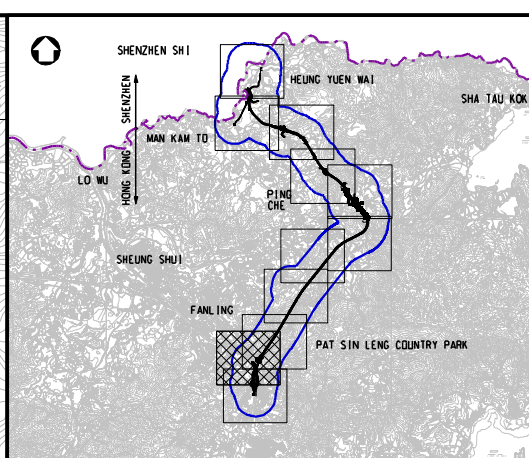 SHENZHEN SHI
HEUNG YUEN WAI
SHENZHEN
HONG KONG
SHA TAU KOK
MAN KAM TO
LO WU
PING
CHE
SHEUNG SHUI
FANLING
PAT SIN LENG COUNTRY PARK